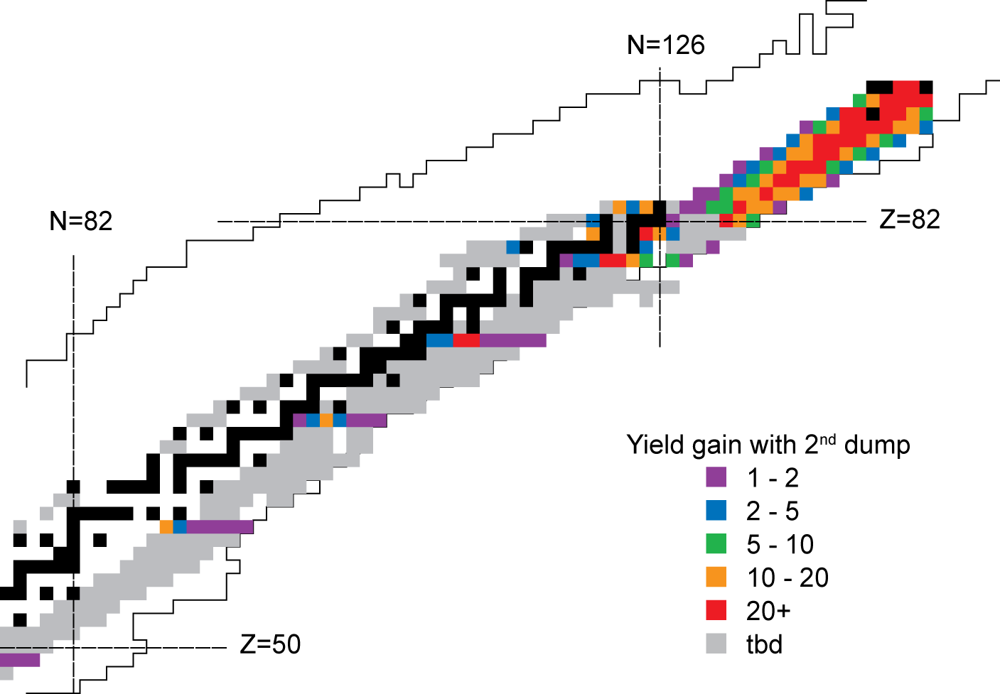 N=126
N=82
Z=82
Yield gain with 2nd dump
1 - 2
2 - 5
5 - 10
10 - 20
20+
tbd
Z=50